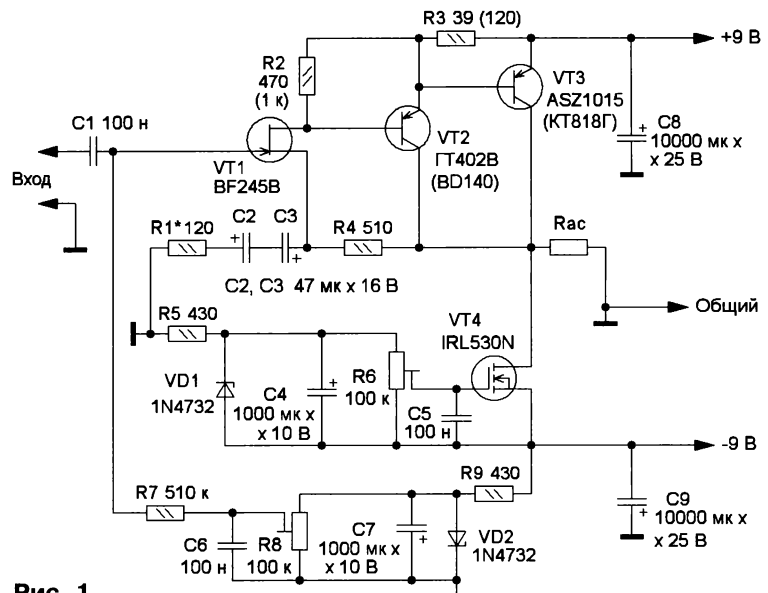 R3 39 (120)
+9 В
R2
470
(1 к)
VT3
ASZ1015
(КТ818Г)
C1 100 н
VT2
ГТ402В
(BD140)
+
C8
10000 мк x
x 25 В
Вход
VT1
BF245B
R1*120
C2
C3
R4 510
Rас
+
+
C2, C3 47 мк x 16 В
Общий
R5 430
VT4
IRL530N
VD1
1N4732
C4
1000 мк x
x 10 В
+
R6
100 к
C5
100 н
-9 В
R9 430
R7 510 к
C9
10000 мк x
x 25 В
+
C6
100 н
R8
100 к
C7
1000 мк x
x 10 В
+
VD2
1N4732
Рис. 1